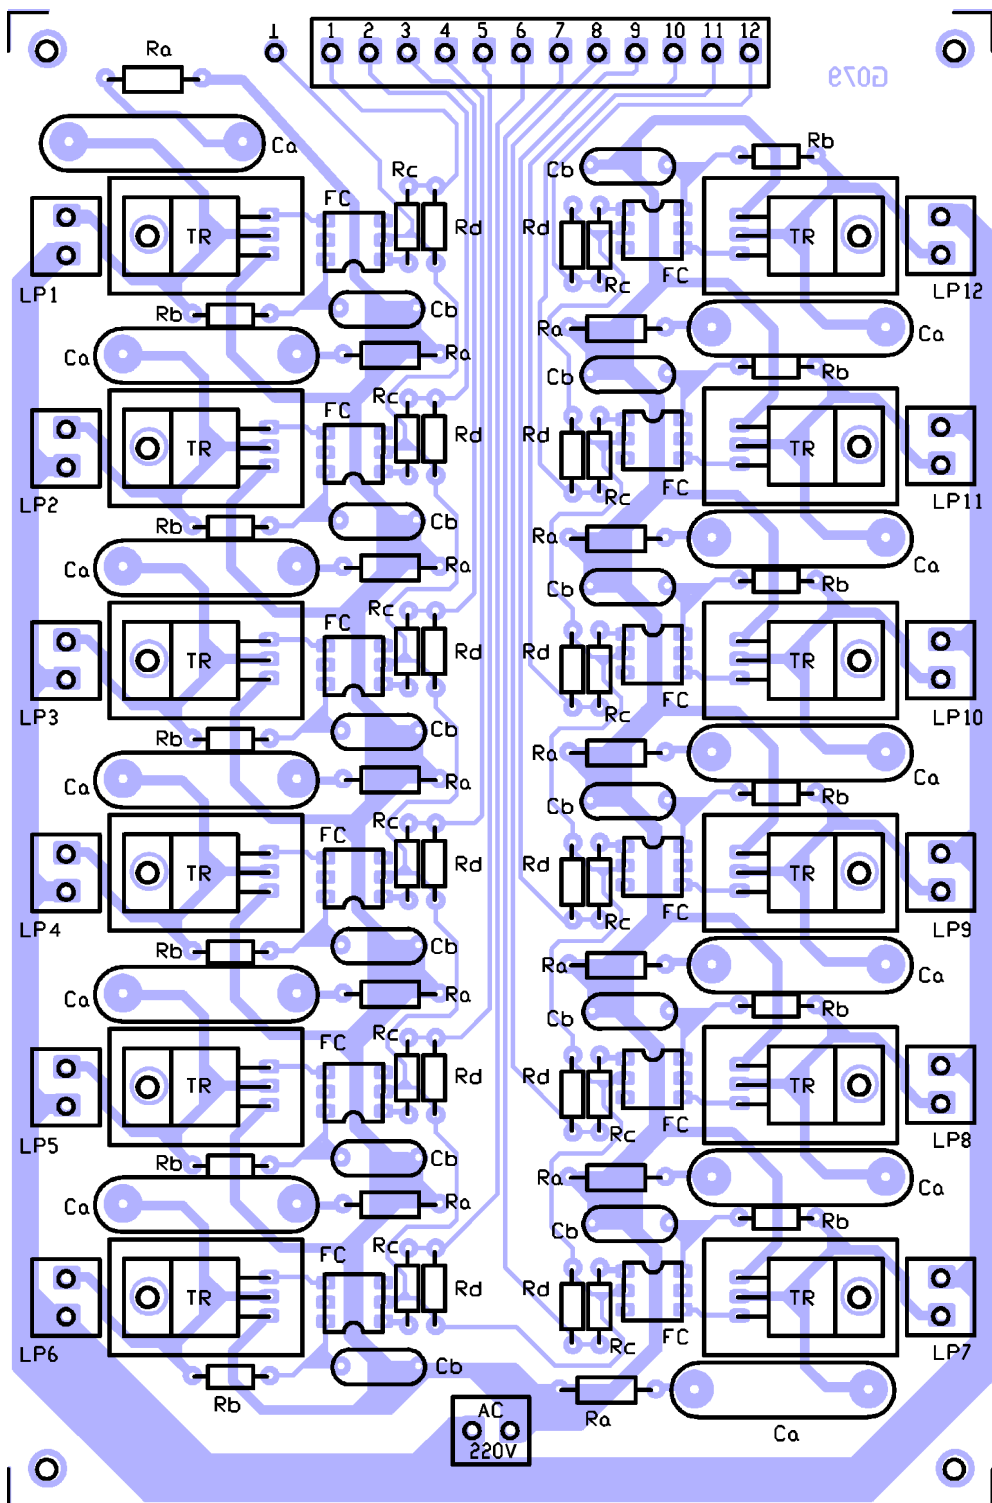 Ra
1 1 2 3 4 5 6 7 8 9 10 11 12
G079
Ca
Cb
Rb
Rc
FC
TR
Rd
Rd
FC
TR
Rc
LP1
LP12
Rb
Cb
Ra
Ca
Ca
Ra
Cb
Rb
Rc
FC
TR
Rd
Rd
TR
FC
Rc
LP2
LP11
Rb
Cb
Ra
Ca
Ra
Ca
Cb
Rb
Rc
FC
TR
Rd
Rd
TR
FC
Rc
LP3
LP10
Rb
Cb
Ra
Ca
Ra
Ca
Cb
Rb
Rc
FC
TR
Rd
Rd
TR
FC
Rc
LP4
LP9
Rb
Cb
Ra
Ca
Ca
Ra
Cb
Rb
Rc
FC
TR
Rd
Rd
TR
FC
Rc
LP5
LP8
Rb
Cb
Ra
Ca
Ca
Ra
Cb
Rb
Rc
FC
TR
Rd
Rd
TR
FC
Rc
LP6
LP7
Rb
Cb
Ra
Ca
AC
220V